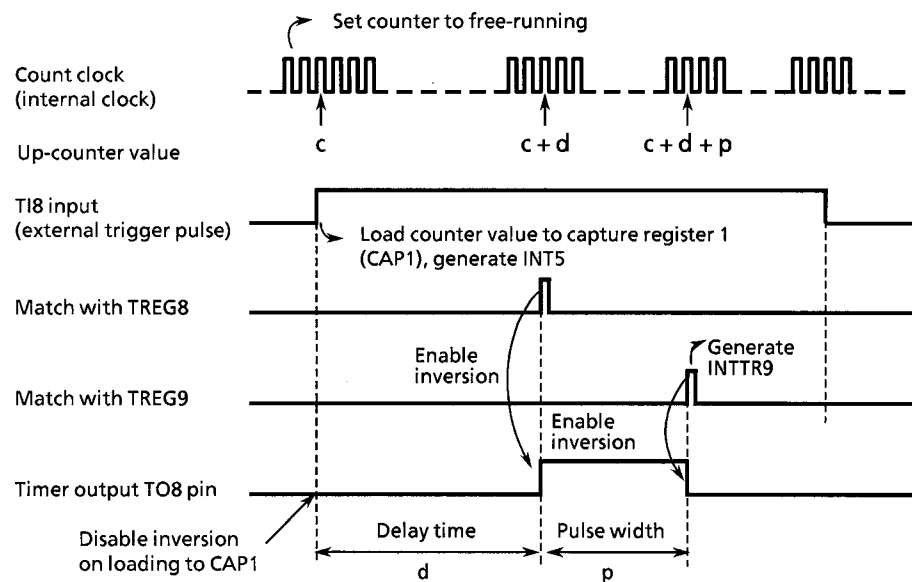 Set counter to free-running
Count clock
(internal clock)
Up-counter value
c
c + d
c + d + p
TI8 input
(external trigger pulse)
Load counter value to capture register 1
(CAP1), generate INT5
Match with TREG8
Enable
inversion
Generate
INTTR9
Match with TREG9
Enable
inversion
Timer output TO8 pin
Disable inversion
on loading to CAP1
Delay time
Pulse width
d
p